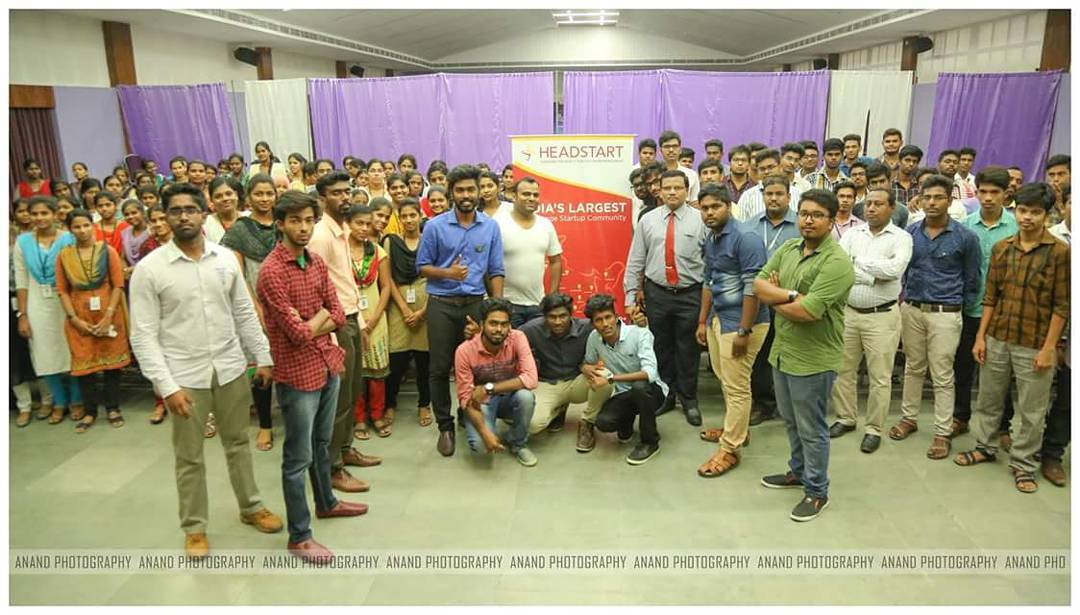 HEADSTART
DIA'S LARGEST
Startup Community
ANAND PHOTOGRAPHY ANAND PHOTOGRAPHY ANAND PHOTOGRAPHY ANAND PHOTOGRAPHY ANAND PHOTOGRAPHY ANAND PHOTOGRAPHY ANAND PHOTOGRAPHY ANAND PHOTOGRAPHY ANAND PHO